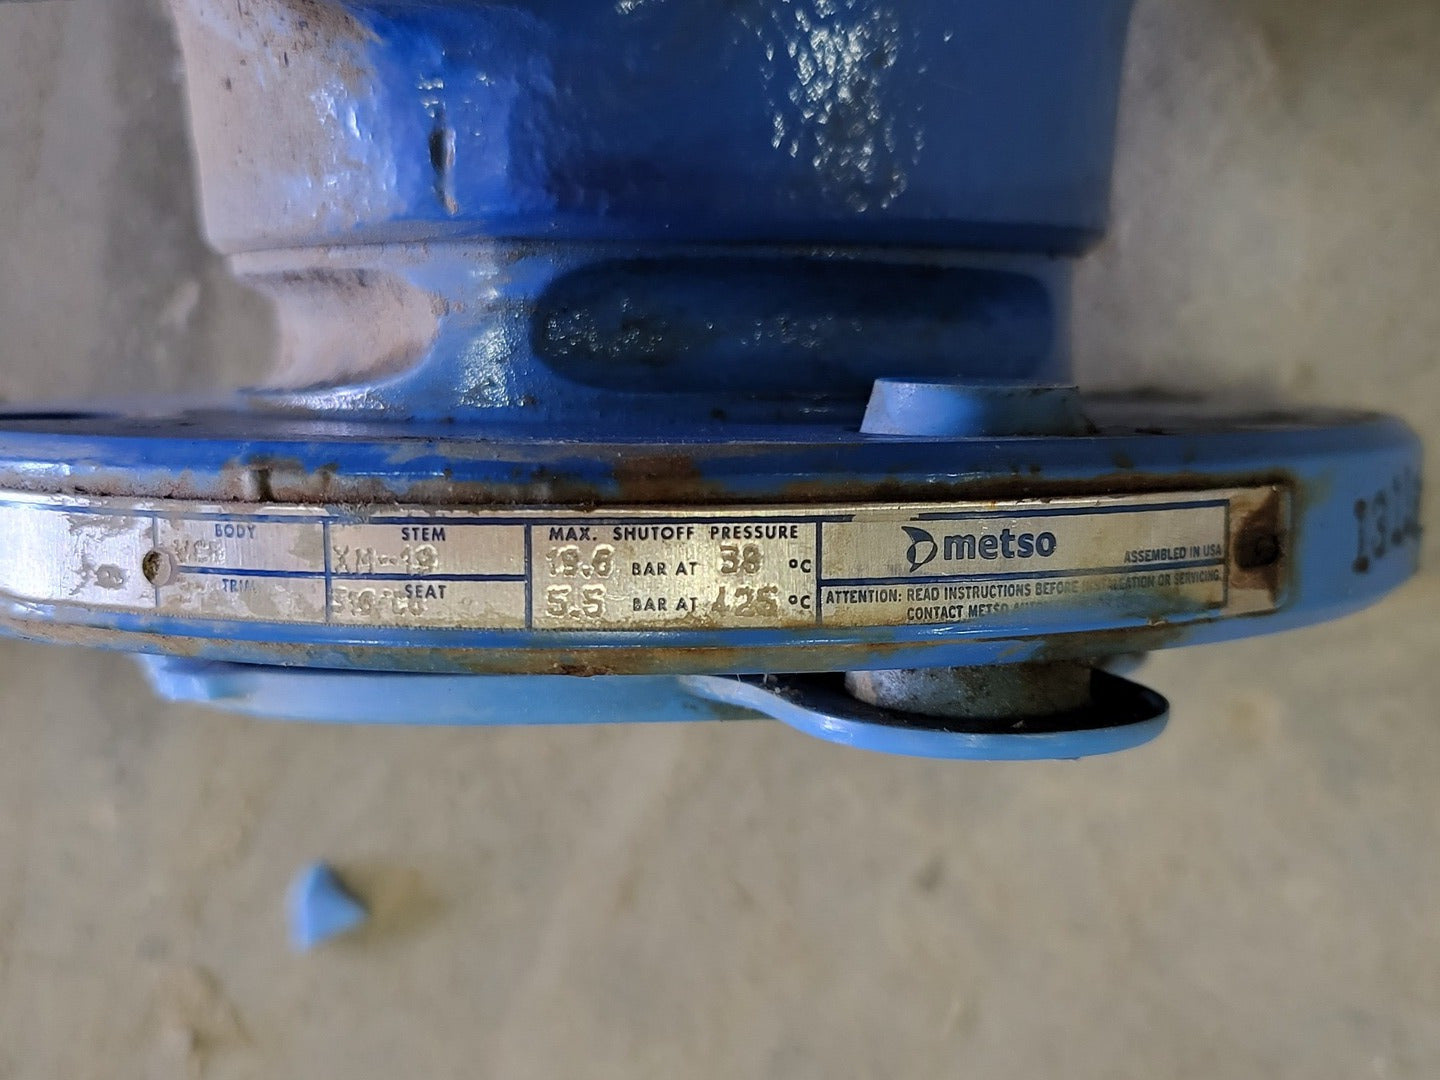 BODY
STEM
XM-19
TRIM
SEAT
MAX. SHUTOFF PRESSURE
19.6 BAR AT 38 °C
5.5 BAR AT 425 °C
metso
ASSEMBLED IN USA
ATTENTION: READ INSTRUCTIONS BEFORE INSTALLATION OR SERVICING.
CONTACT METSO